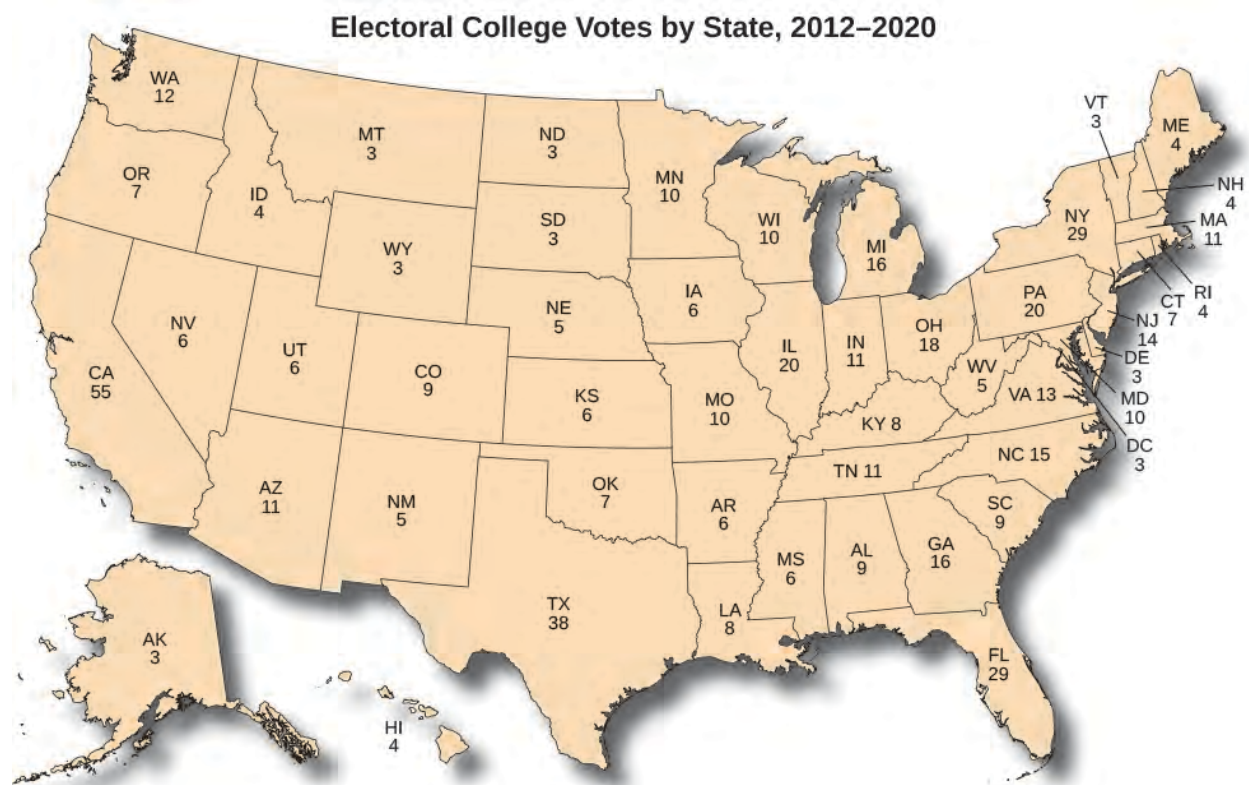 Electoral College Votes by State, 2012–2020
WA
12
OR
7
ID
4
MT
3
ND
3
MN
10
SD
3
WY
3
WI
10
MI
16
VT
3
ME
4
NH
4
NY
29
MA
11
RI
4
CT
7
PA
20
NJ
14
DE
3
MD
10
DC
3
NE
5
IA
6
NV
6
UT
6
CO
9
CA
55
KS
6
MO
10
IL
20
IN
11
OH
18
WV
5
VA 13
KY 8
NC 15
TN 11
AZ
11
NM
5
OK
7
AR
6
SC
9
MS
6
AL
9
GA
16
TX
38
LA
8
FL
29
AK
3
HI
4